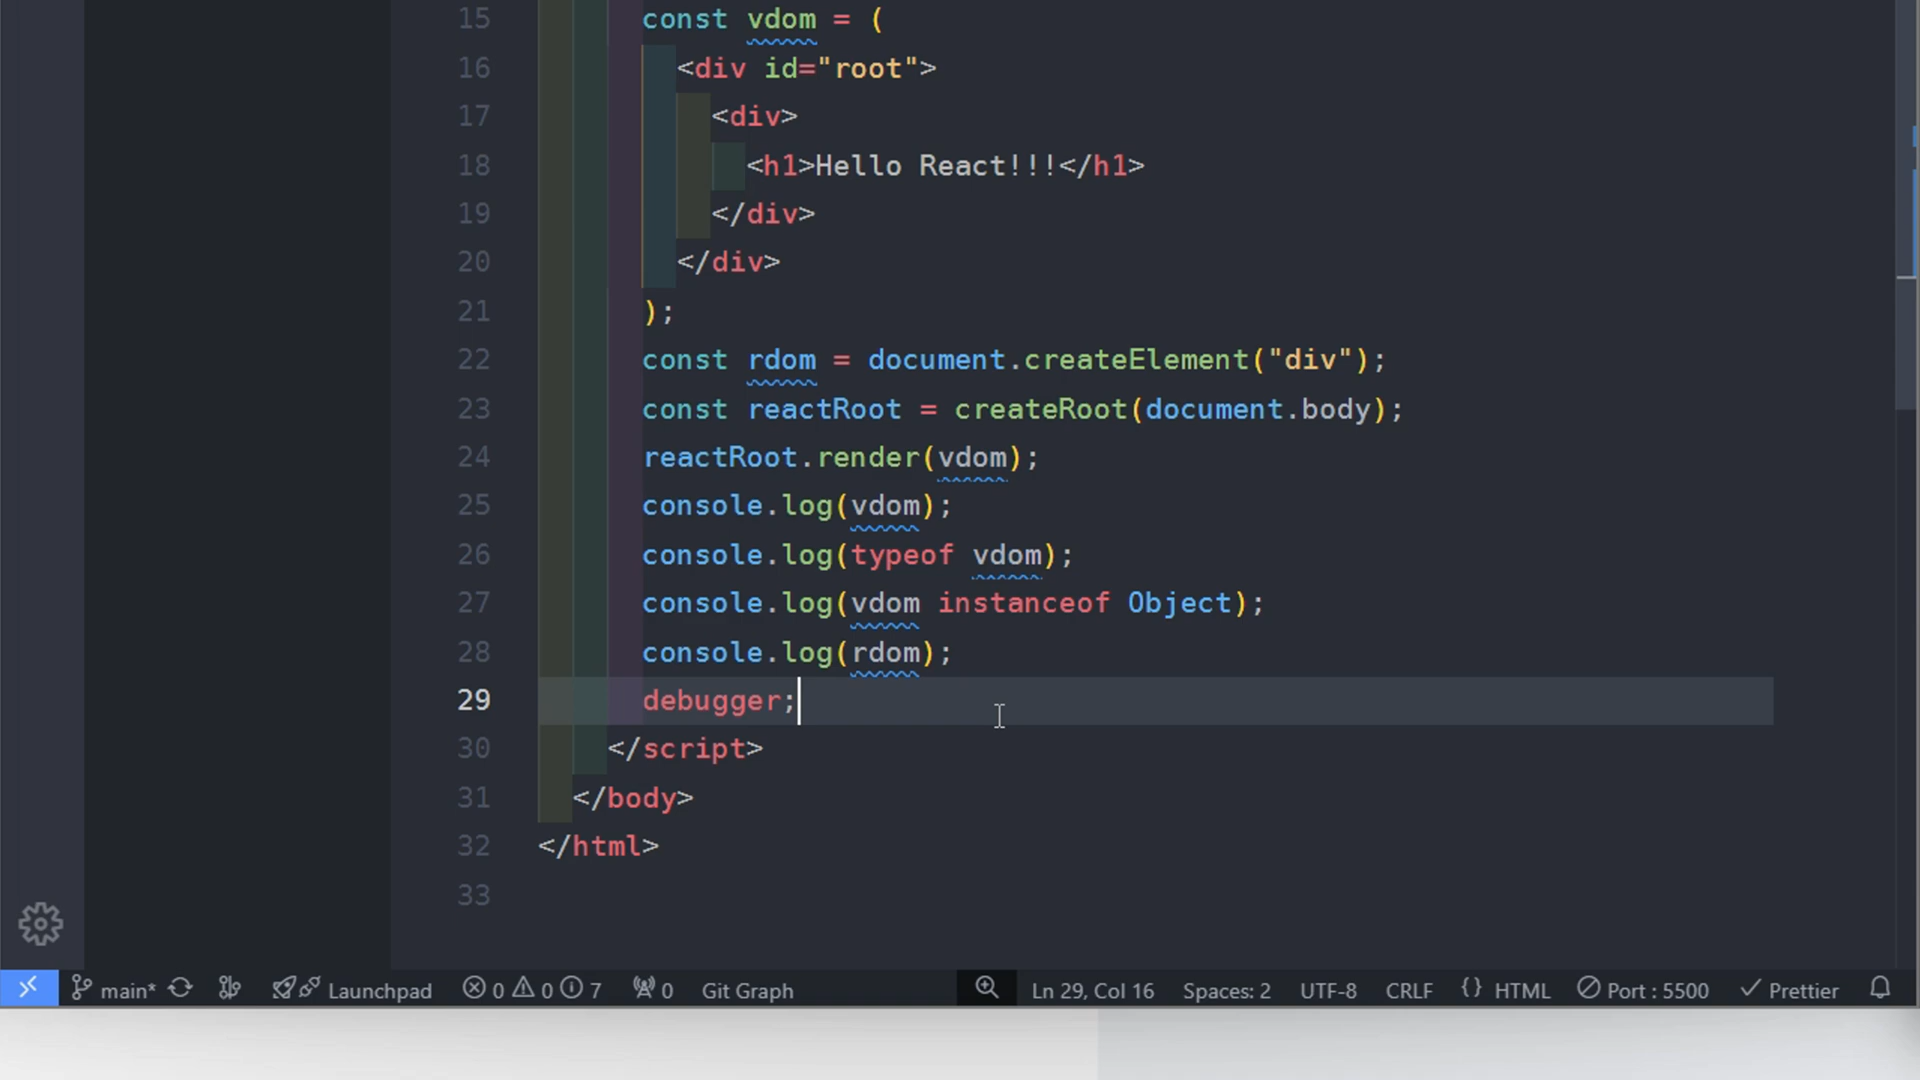 15 const vdom = (
16 <div id="root">
17 <div>
18 <h1>Hello React!!!</h1>
19 </div>
20 </div>
21 );
22 const rdom = document.createElement("div");
23 const reactRoot = createRoot(document.body);
24 reactRoot.render(vdom);
25 console.log(vdom);
26 console.log(typeof vdom);
27 console.log(vdom instanceof Object);
28 console.log(rdom);
29 debugger;
30 </script>
31 </body>
32 </html>
33
main* Launchpad 0 0 7 0 Git Graph Ln 29, Col 16 Spaces: 2 UTF-8 CRLF {} HTML Port : 5500 Prettier